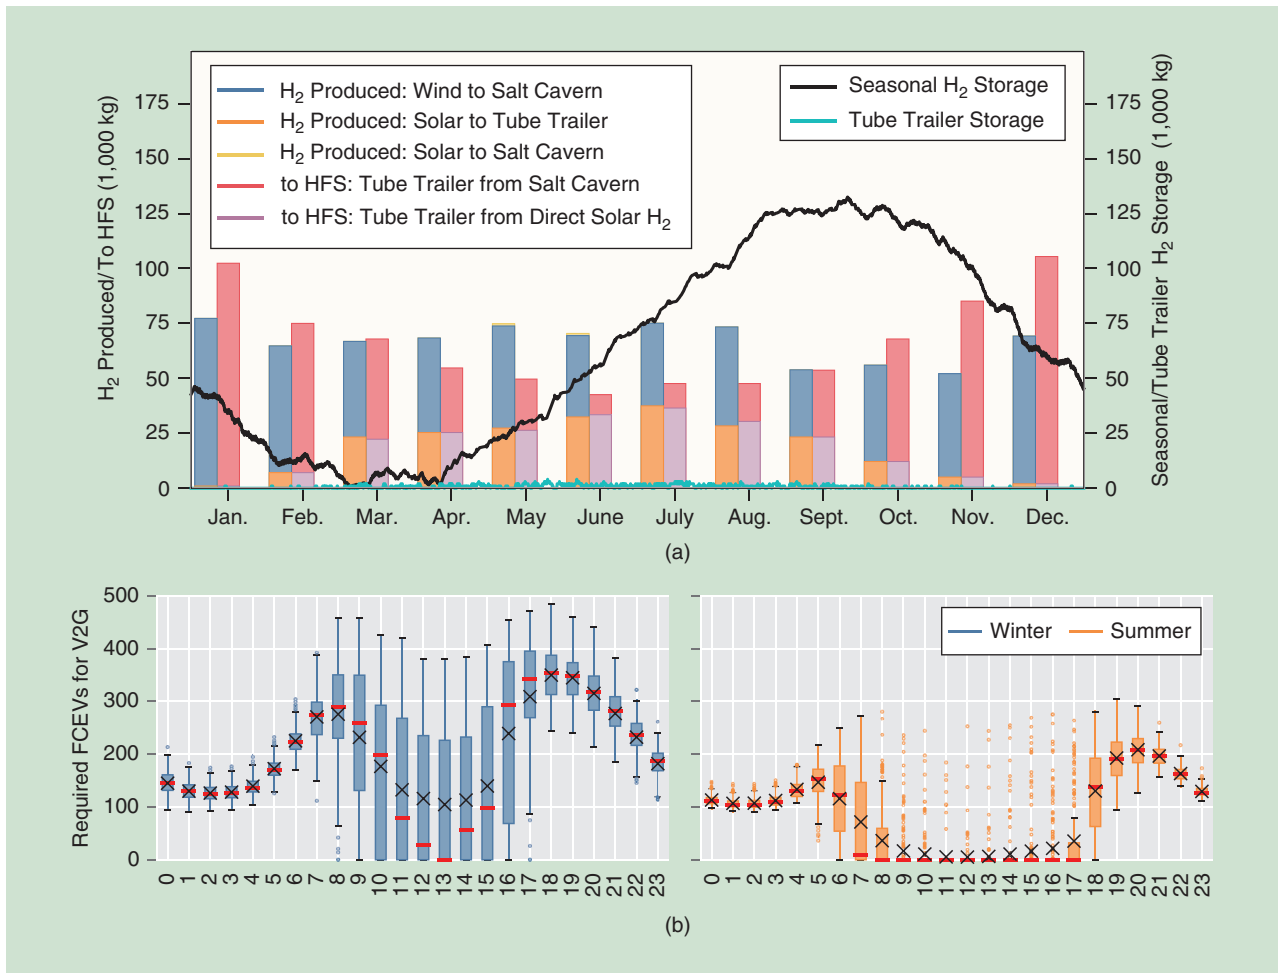 H2 Produced/To HFS (1,000 kg)
175
150
125
100
75
50
25
0
H2 Produced: Wind to Salt Cavern
H2 Produced: Solar to Tube Trailer
H2 Produced: Solar to Salt Cavern
to HFS: Tube Trailer from Salt Cavern
to HFS: Tube Trailer from Direct Solar H2
Seasonal H2 Storage
Tube Trailer Storage
175
150
125
100
75
50
25
0
Seasonal/Tube Trailer H2 Storage (1,000 kg)
Jan. Feb. Mar. Apr. May June July Aug. Sept. Oct. Nov. Dec.
(a)
Required FCEVs for V2G
500
400
300
200
100
0
0 1 2 3 4 5 6 7 8 9 10 11 12 13 14 15 16 17 18 19 20 21 22 23
Winter Summer
0 1 2 3 4 5 6 7 8 9 10 11 12 13 14 15 16 17 18 19 20 21 22 23
(b)